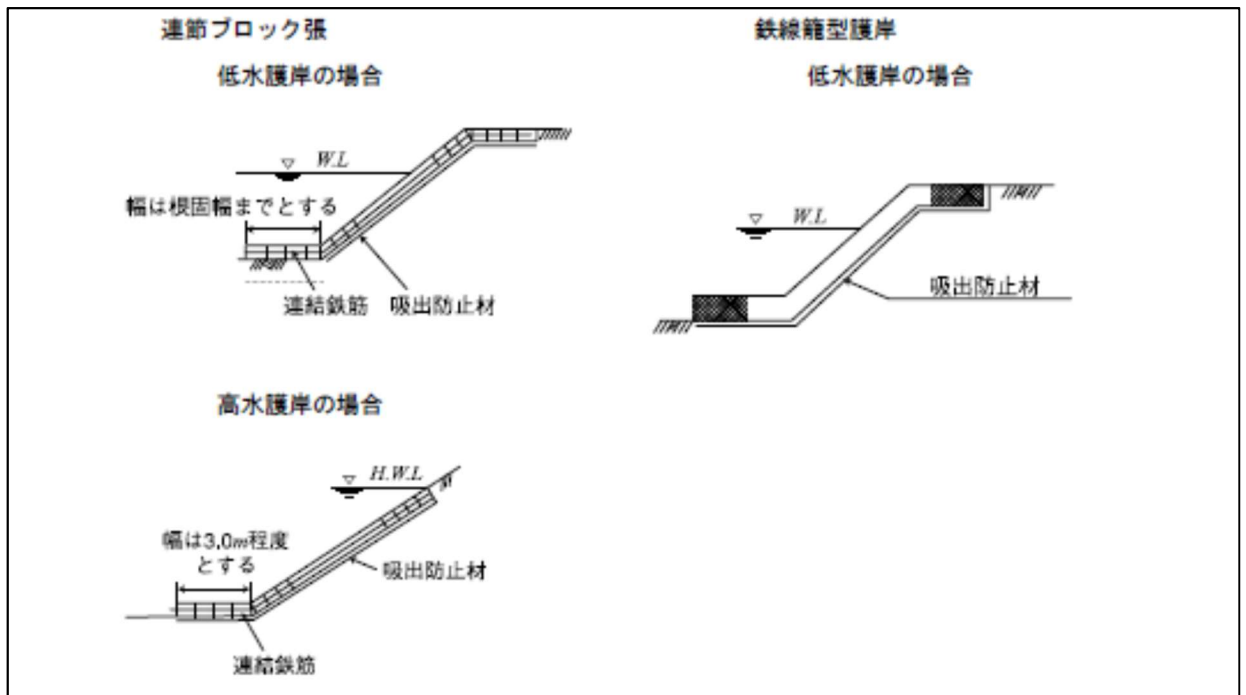 連節ブロック張
低水護岸の場合
W.L
幅は根固幅までとする
連結鉄筋
吸出防止材
高水護岸の場合
H.W.L
幅は3.0m程度
とする
吸出防止材
連結鉄筋
鉄線籠型護岸
低水護岸の場合
W.L
吸出防止材